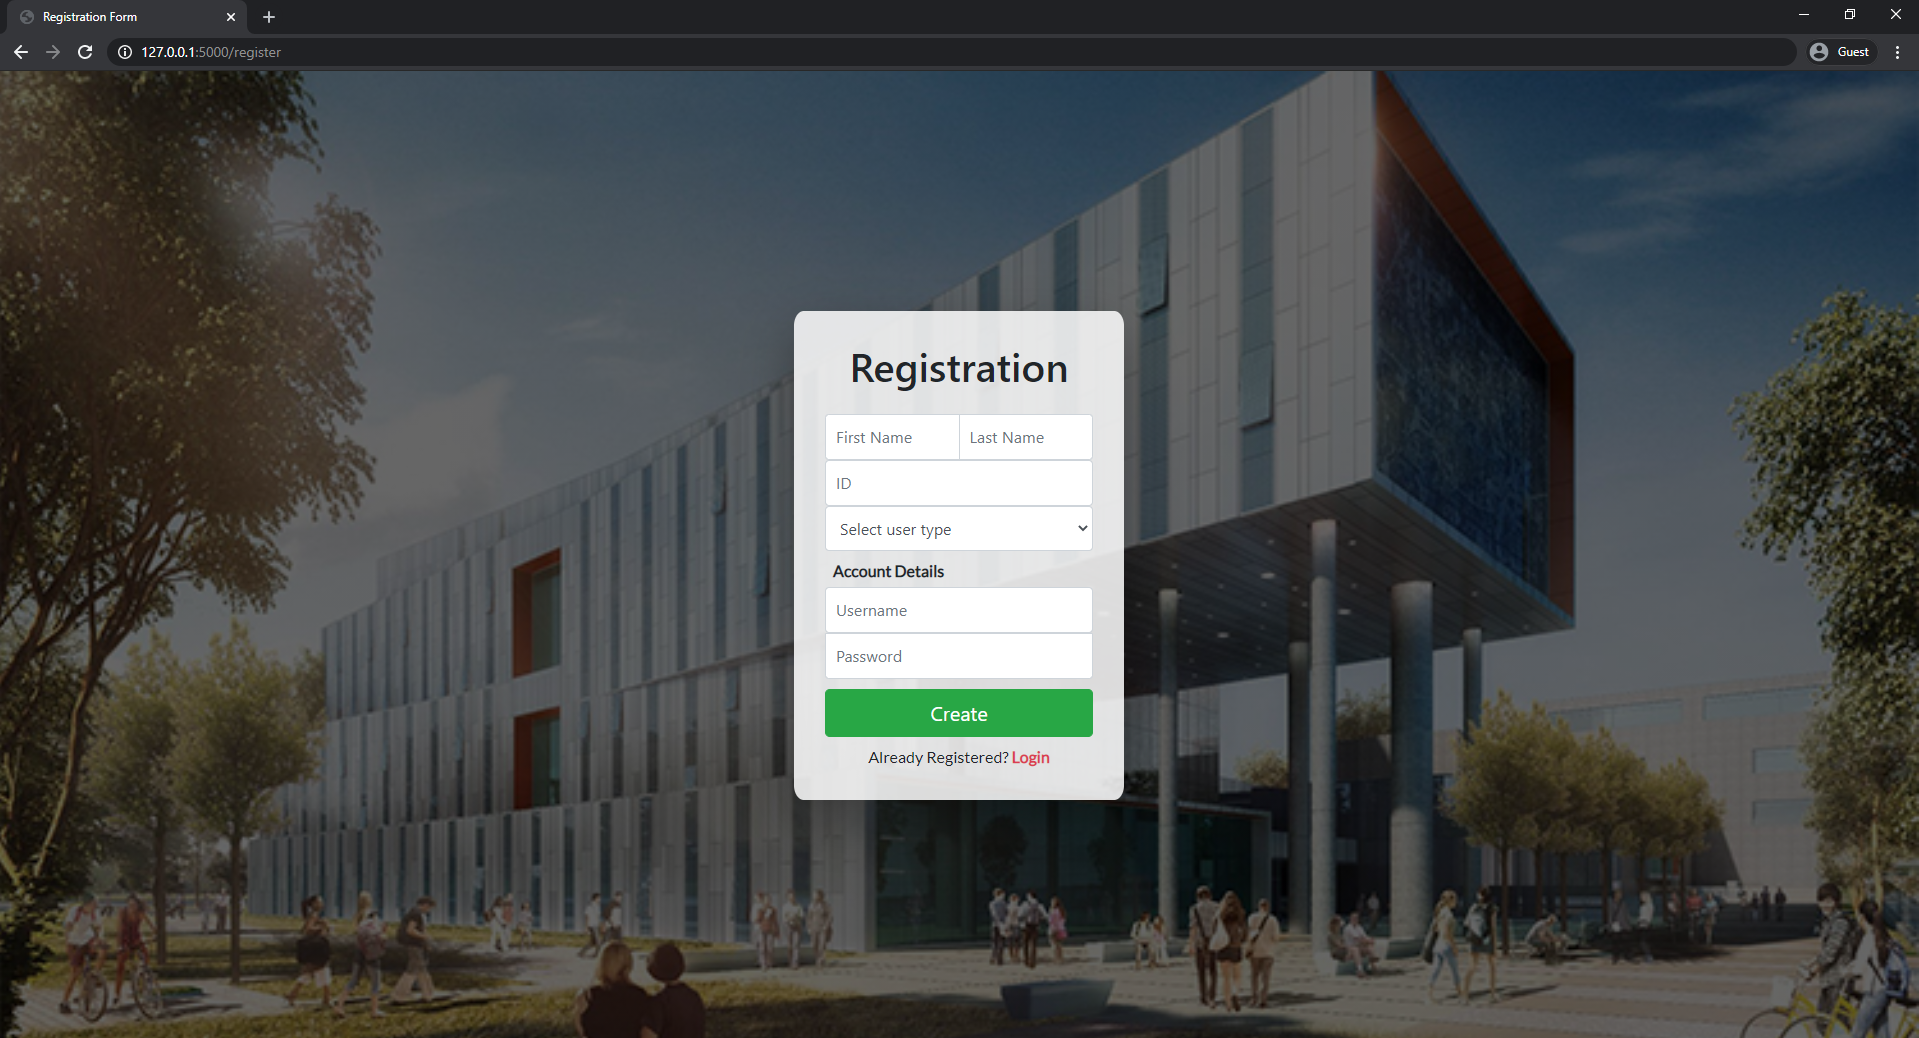 Registration Form
127.0.0.1:5000/register
Guest
Registration
First Name
Last Name
ID
Select user type
Account Details
Username
Password
Create
Already Registered? Login